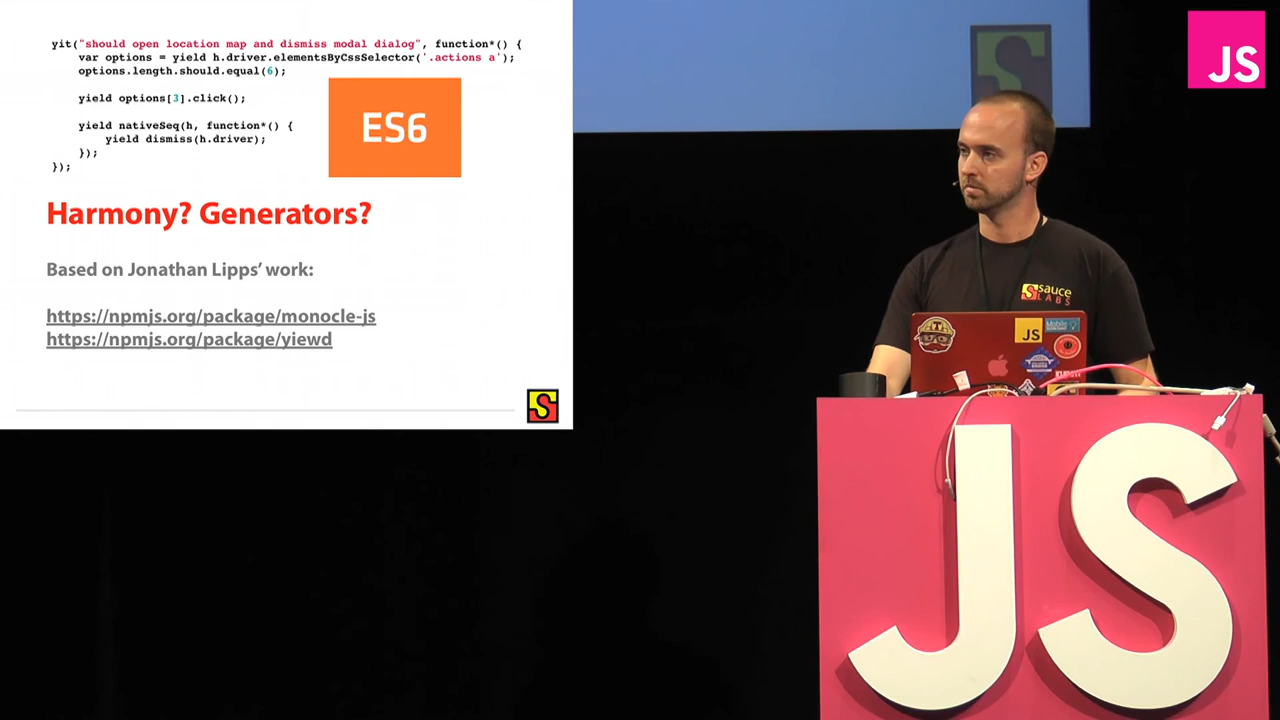 yit("should open location map and dismiss modal dialog", function*() {
var options = yield h.driver.elementsByCssSelector('.actions a');
options.length.should.equal(6);
yield options[3].click();
yield nativeSeq(h, function*() {
yield dismiss(h.driver);
});
});
ES6
Harmony? Generators?
Based on Jonathan Lipps' work:
https://npmjs.org/package/monocle-js
https://npmjs.org/package/yiewd
S
JS
S sauce
LABS
JS
Mobile
JS